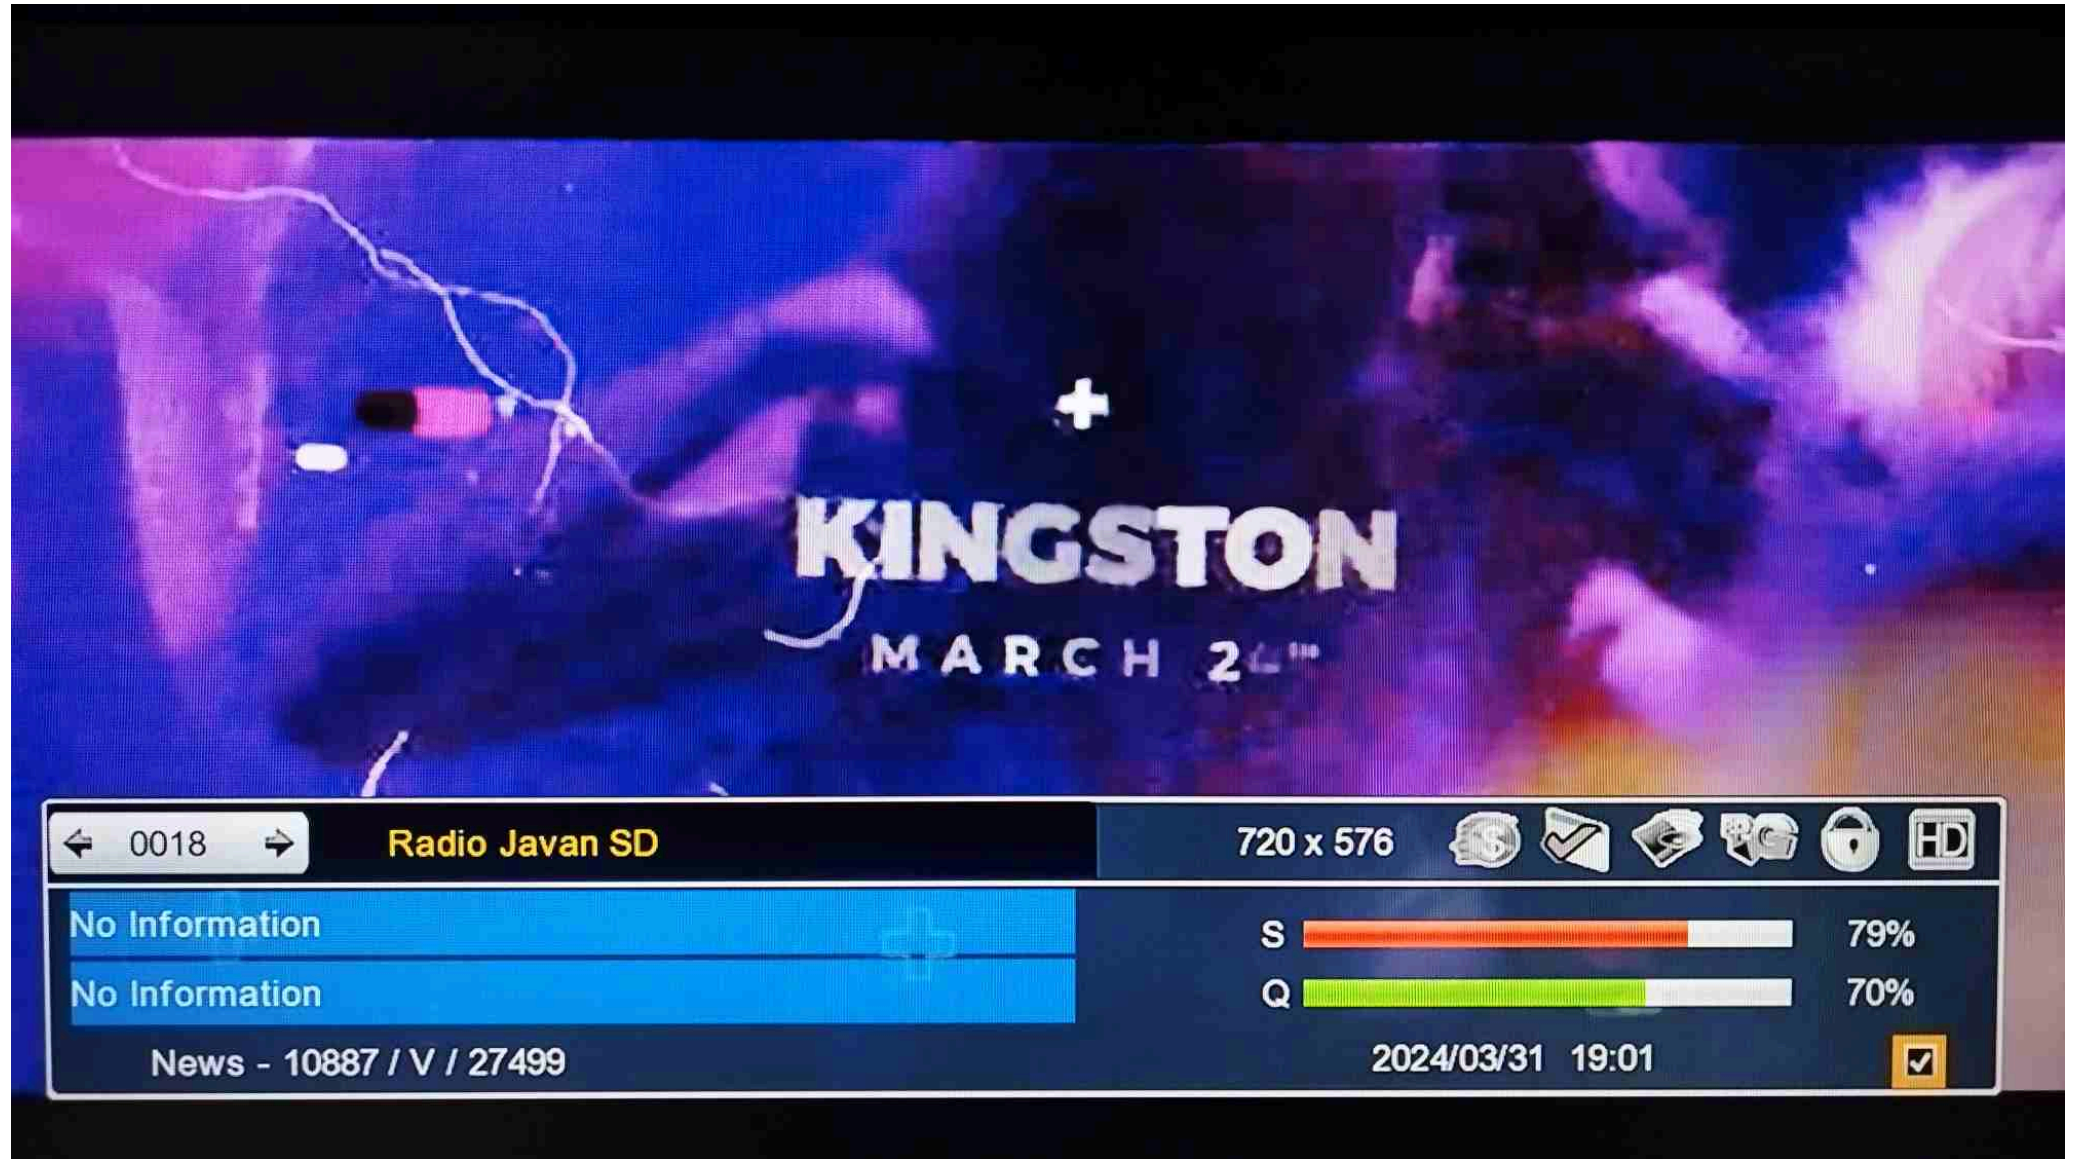 KINGSTON
MARCH
0018
Radio Javan SD
720 x 576
HD
No Information
No Information
S
79%
Q
70%
News - 10887 / V / 27499
2024/03/31 19:01